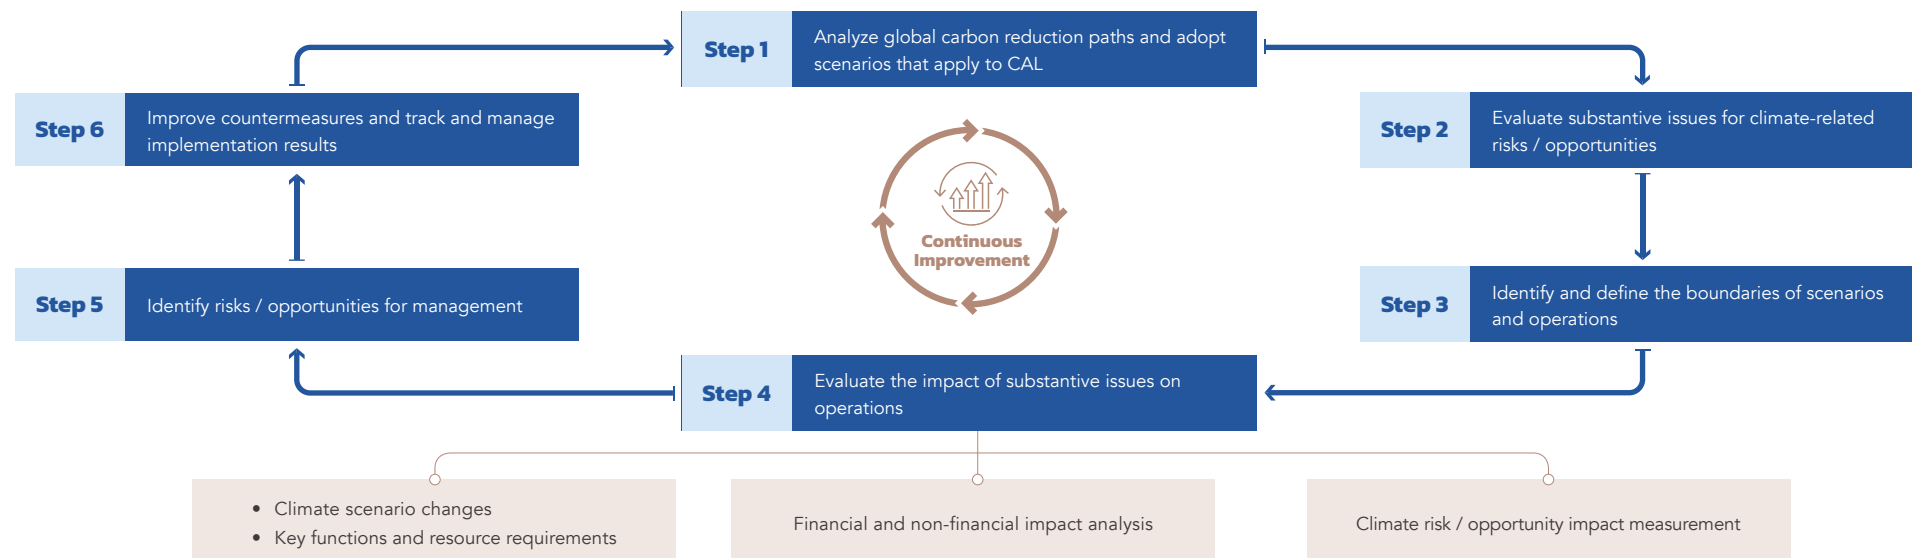 Step 1
Analyze global carbon reduction paths and adopt
scenarios that apply to CAL
Step 2
Evaluate substantive issues for climate-related
risks / opportunities
Step 3
Identify and define the boundaries of scenarios
and operations
Step 4
Evaluate the impact of substantive issues on
operations
Step 5
Identify risks / opportunities for management
Step 6
Improve countermeasures and track and manage
implementation results
Continuous
Improvement
• Climate scenario changes
• Key functions and resource requirements
Financial and non-financial impact analysis
Climate risk / opportunity impact measurement